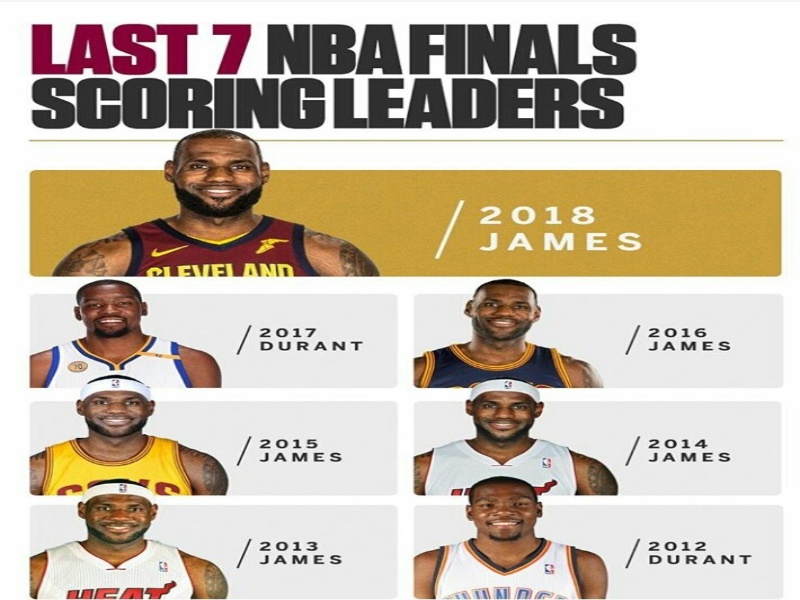 LAST 7 NBA FINALS
SCORING LEADERS
CLEVELAND
/ 2018
JAMES
/ 2017
DURANT
/ 2016
JAMES
/ 2015
JAMES
/ 2014
JAMES
HEAT
/ 2013
JAMES
/ 2012
DURANT